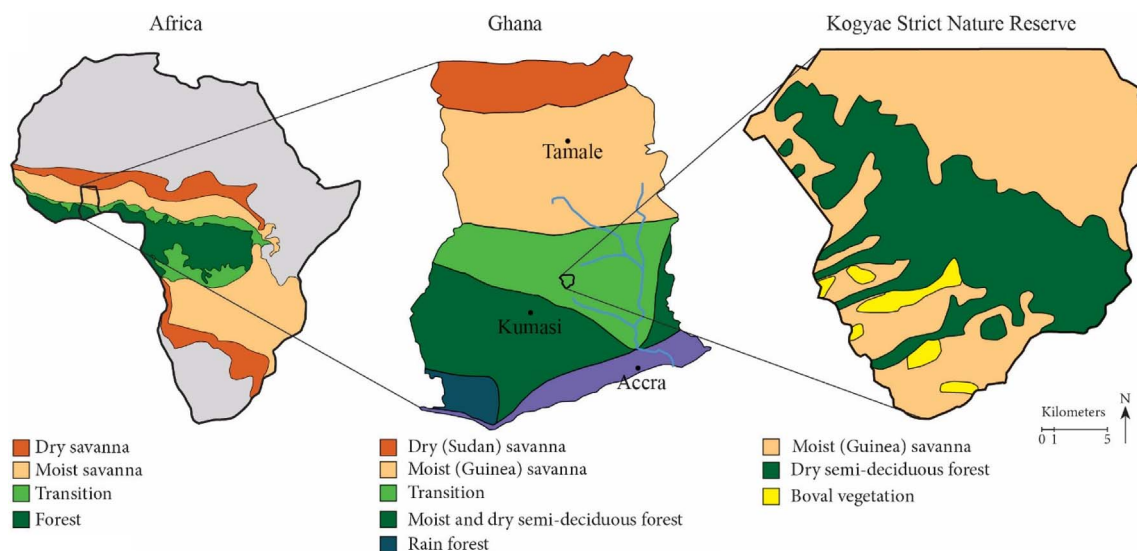 Africa
Ghana
Kogyae Strict Nature Reserve
Tamale
Kumasi
Accra
Kilometers
0 1 5
N
Dry savanna
Moist savanna
Transition
Forest
Dry (Sudan) savanna
Moist (Guinea) savanna
Transition
Moist and dry semi-deciduous forest
Rain forest
Moist (Guinea) savanna
Dry semi-deciduous forest
Boval vegetation